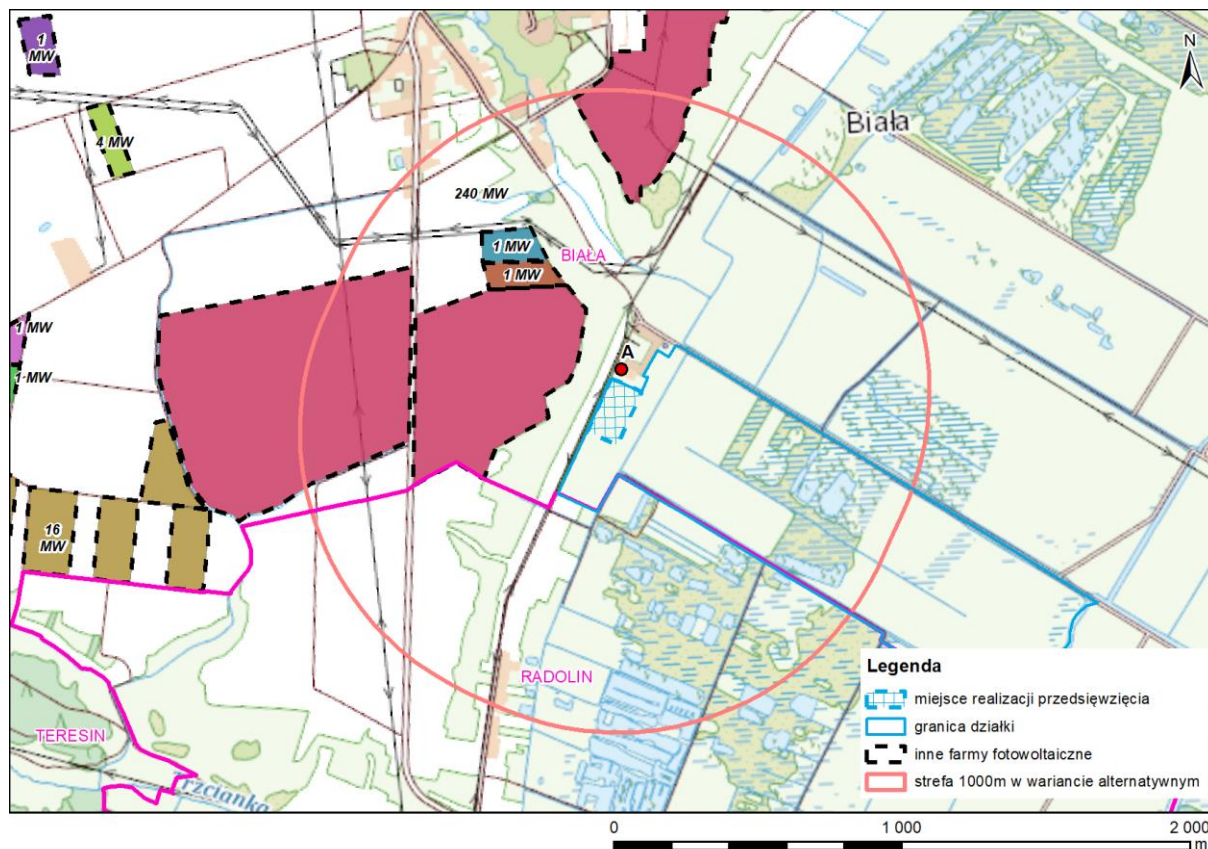 1
MW
N
4 MW
Biała
240 MW
1 MW
BIAŁA
1 MW
1 MW
A
1 MW
16
MW
RADOLIN
TERESIN
Trzcianka
Legenda
miejsce realizacji przedsięwzięcia
granica działki
inne farmy fotowoltaiczne
strefa 1000m w wariancie alternatywnym
0
1 000
2 000
m